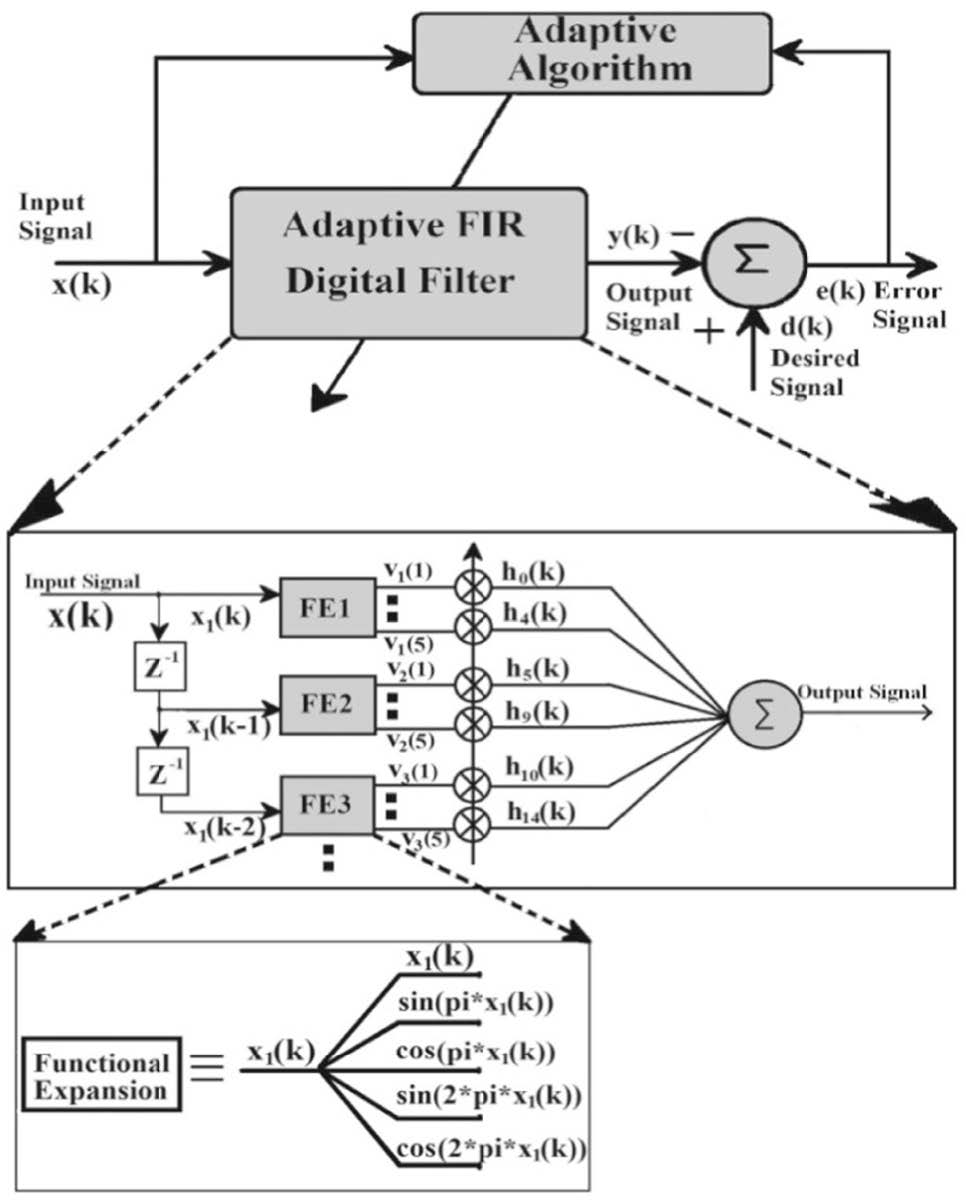 Adaptive
Algorithm
Input
Signal
x(k)
Adaptive FIR
Digital Filter
y(k) −
Output
Signal
+
Σ
e(k) Error
Signal
d(k)
Desired
Signal
Input Signal
x(k)
x₁(k)
FE1
v₁(1)
v₁(5)
h₀(k)
h₄(k)
Z⁻¹
x₁(k-1)
FE2
v₂(1)
v₂(5)
h₅(k)
h₉(k)
Z⁻¹
x₁(k-2)
FE3
v₃(1)
v₃(5)
h₁₀(k)
h₁₄(k)
Σ
Output Signal
Functional
Expansion
≡
x₁(k)
x₁(k)
sin(pi*x₁(k))
cos(pi*x₁(k))
sin(2*pi*x₁(k))
cos(2*pi*x₁(k))